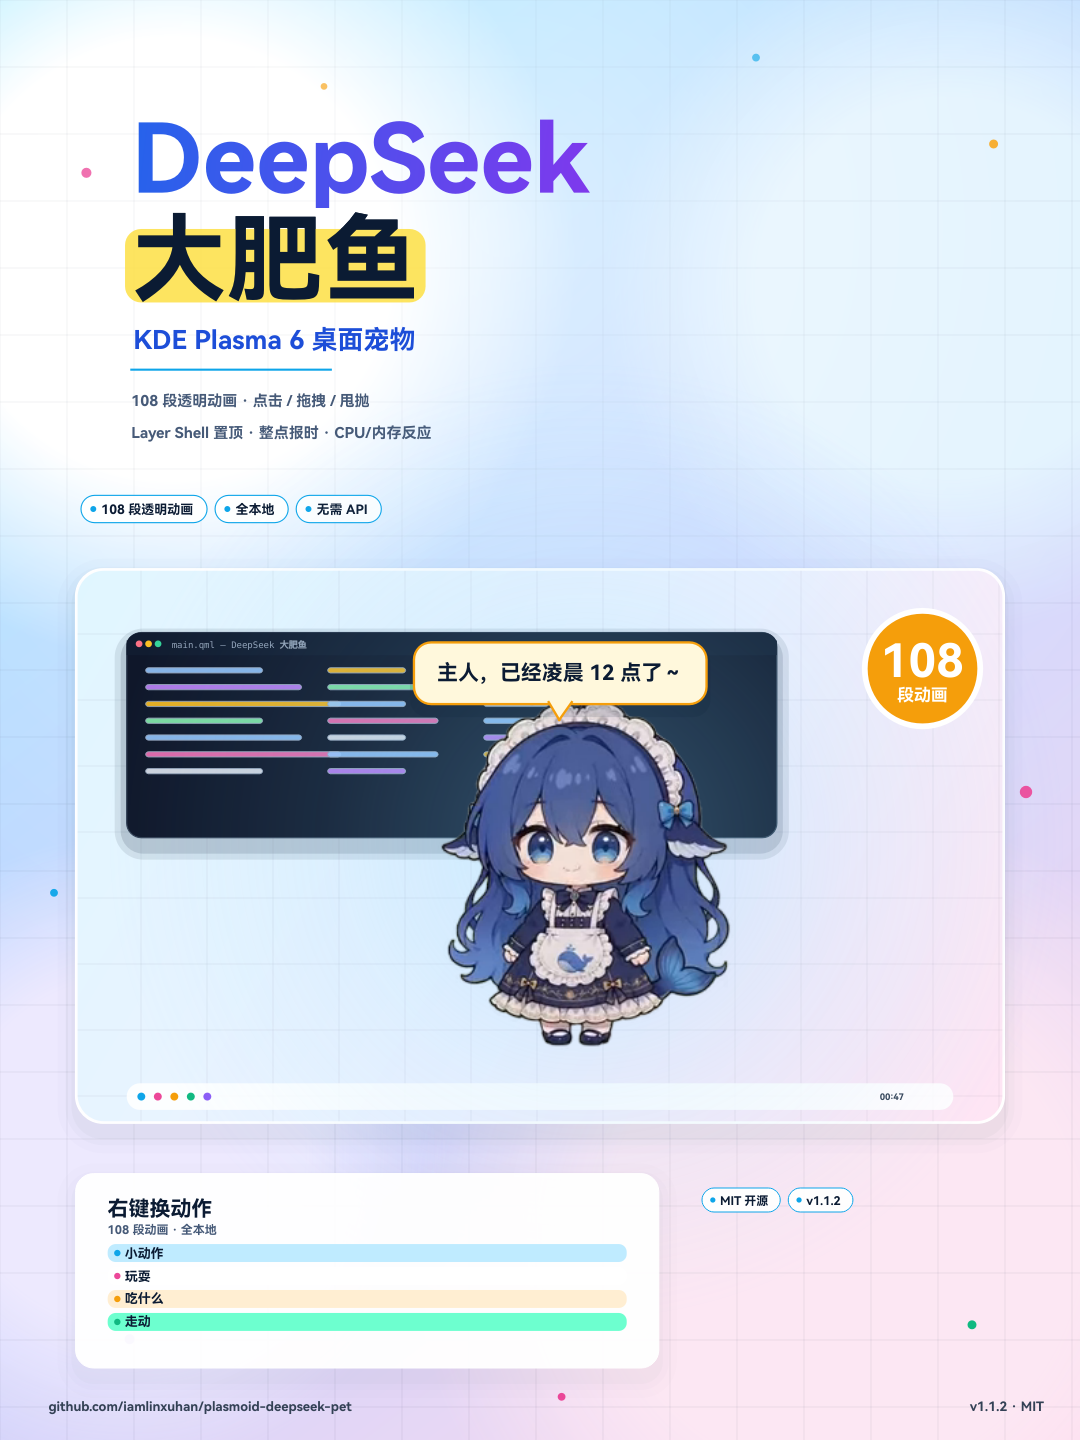 DeepSeek
大肥鱼
KDE Plasma 6 桌面宠物
108 段透明动画 · 点击 / 拖拽 / 甩抛
Layer Shell 置顶 · 整点报时 · CPU/内存反应
108 段透明动画
全本地
无需 API
main.qml — DeepSeek 大肥鱼
主人，已经凌晨 12 点了 ~
108
段动画
00:47
右键换动作
108 段动画 · 全本地
小动作
玩耍
吃什么
走动
MIT 开源
v1.1.2
github.com/iamlinxuhan/plasmoid-deepseek-pet
v1.1.2 · MIT